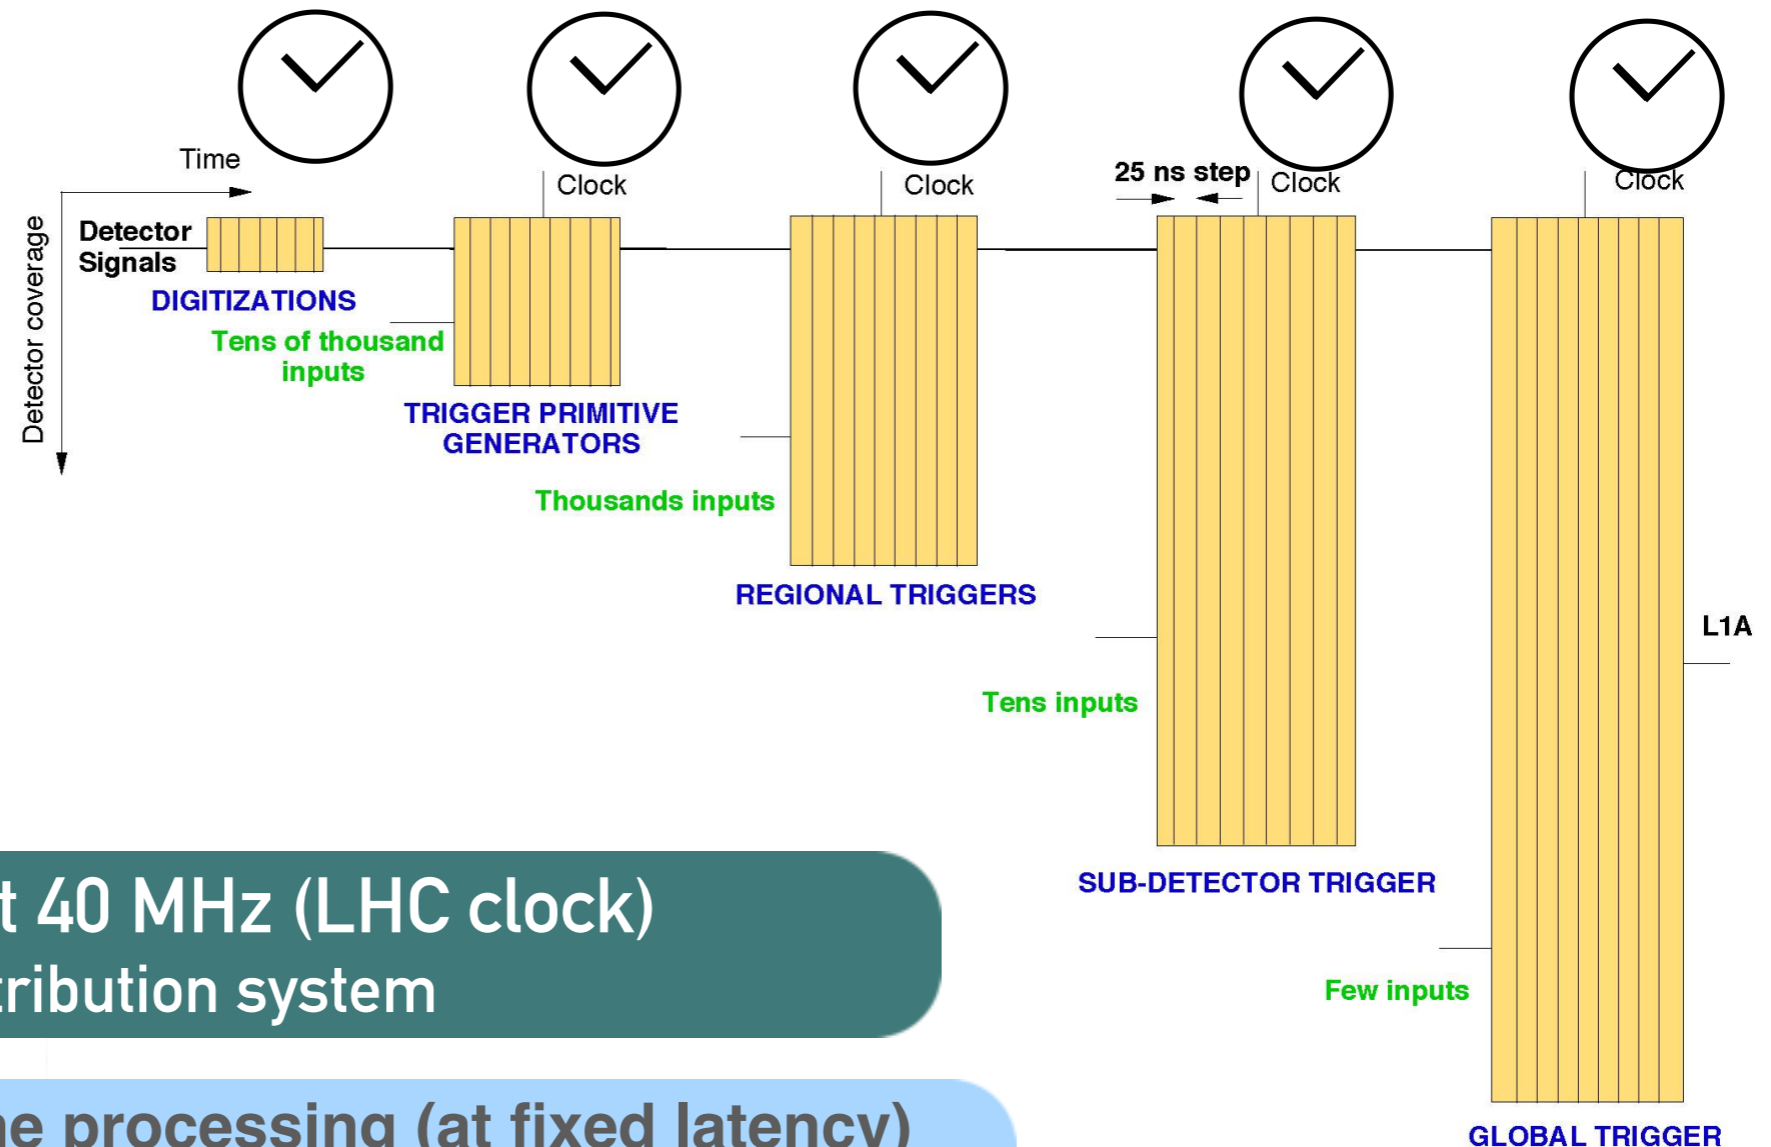 Time
Clock
Clock
25 ns step
Clock
Clock
Detector coverage
Detector
Signals
DIGITIZATIONS
Tens of thousand
inputs
TRIGGER PRIMITIVE
GENERATORS
Thousands inputs
REGIONAL TRIGGERS
L1A
Tens inputs
SUB-DETECTOR TRIGGER
t 40 MHz (LHC clock)
tribution system
Few inputs
processing (at fixed latency)
GLOBAL TRIGGER